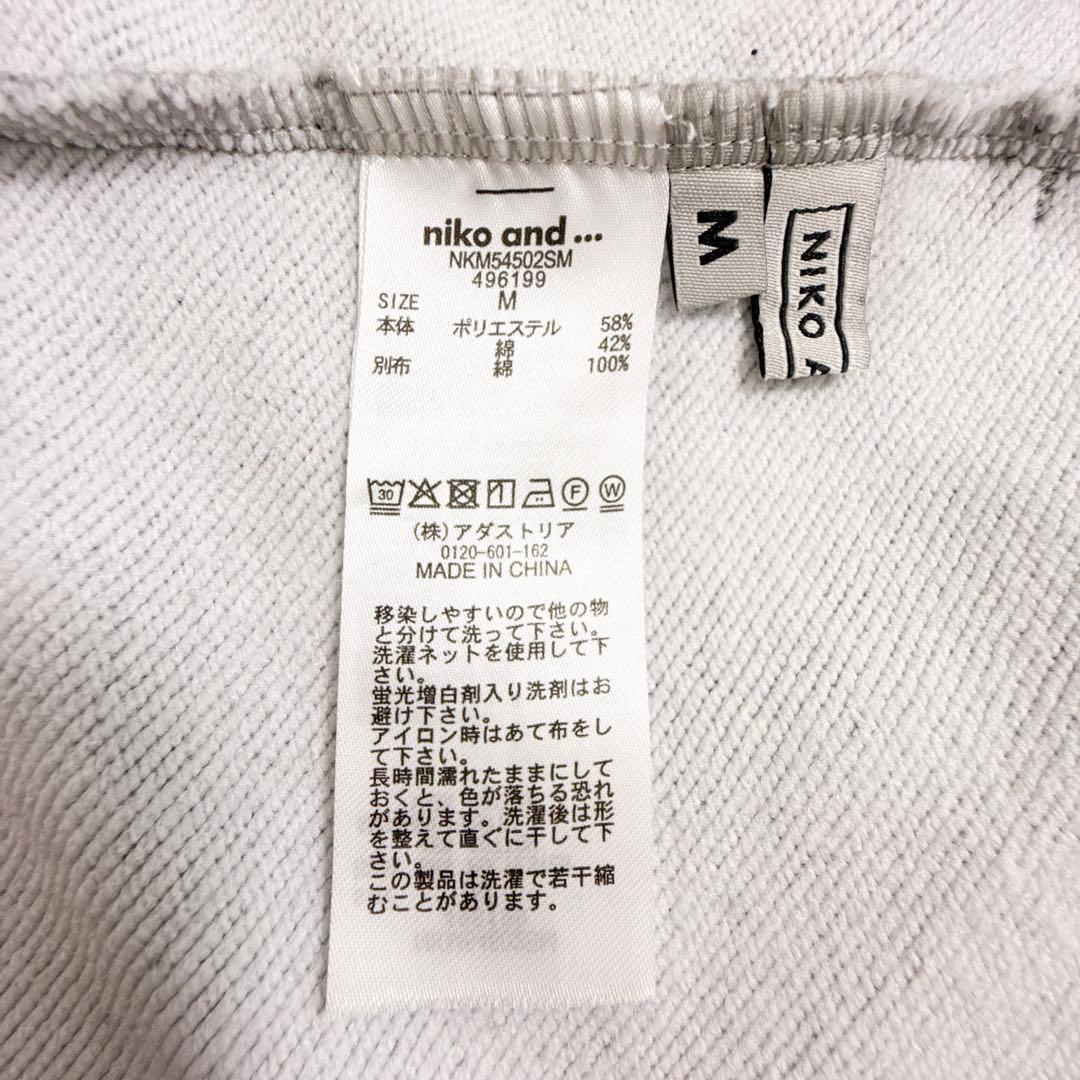 niko and ...
NKM54502SM
496199
SIZE M
本体 ポリエステル 58%
綿 42%
別布 綿 100%
30
F
W
(株)アダストリア
0120-601-162
MADE IN CHINA
移染しやすいので他の物
と分けて洗って下さい。
洗濯ネットを使用して下
さい。
蛍光増白剤入り洗剤はお
避け下さい。
アイロン時はあて布をし
て下さい。
長時間濡れたままにして
おくと、色が落ちる恐れ
があります。洗濯後は形
を整えて直ぐに干して下
さい。
この製品は洗濯で若干縮
むことがあります。
M
NIKO A